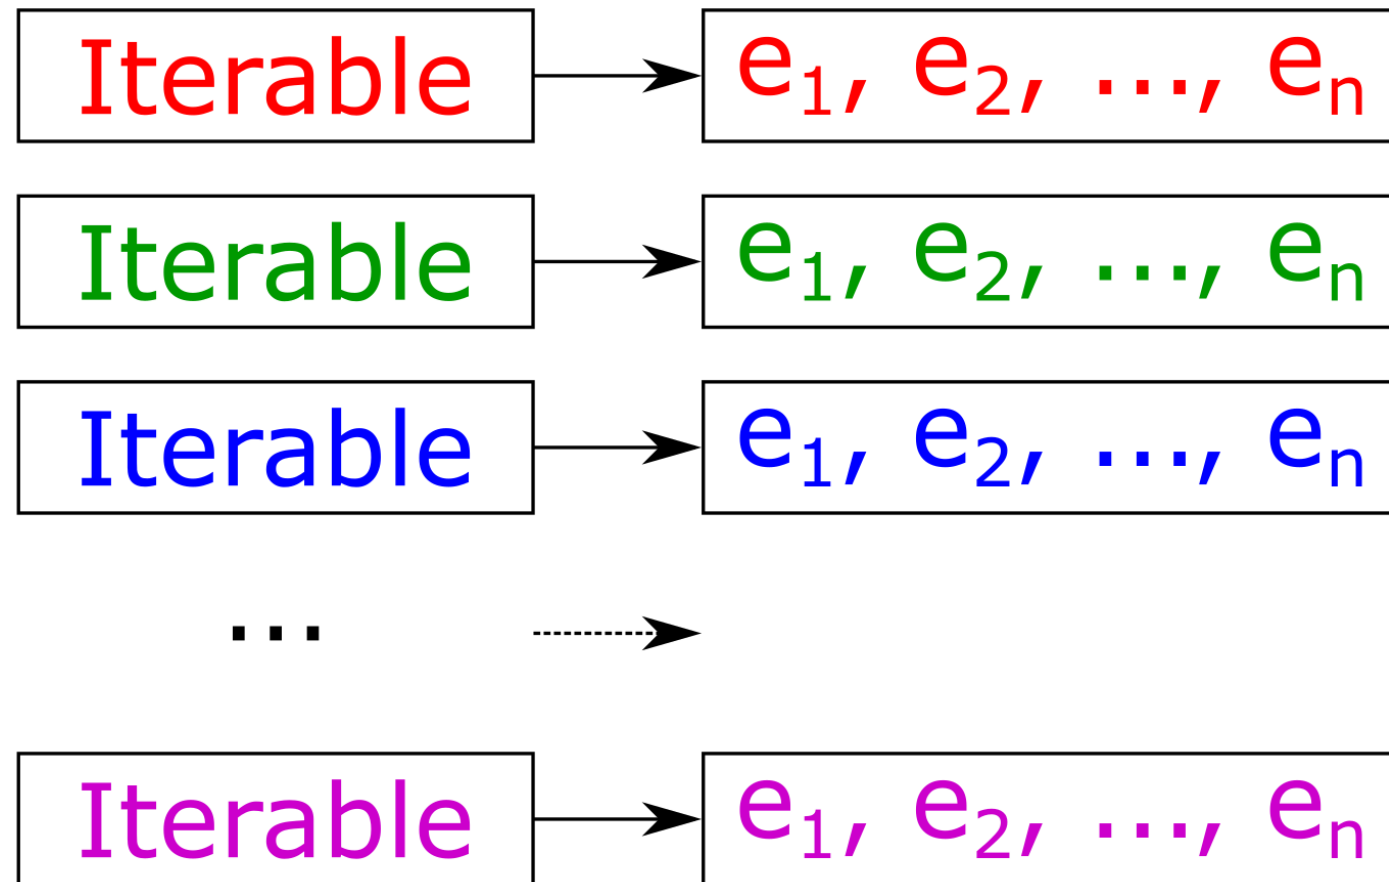 Iterable e₁, e₂, ..., eₙ
Iterable e₁, e₂, ..., eₙ
Iterable e₁, e₂, ..., eₙ
...
Iterable e₁, e₂, ..., eₙ